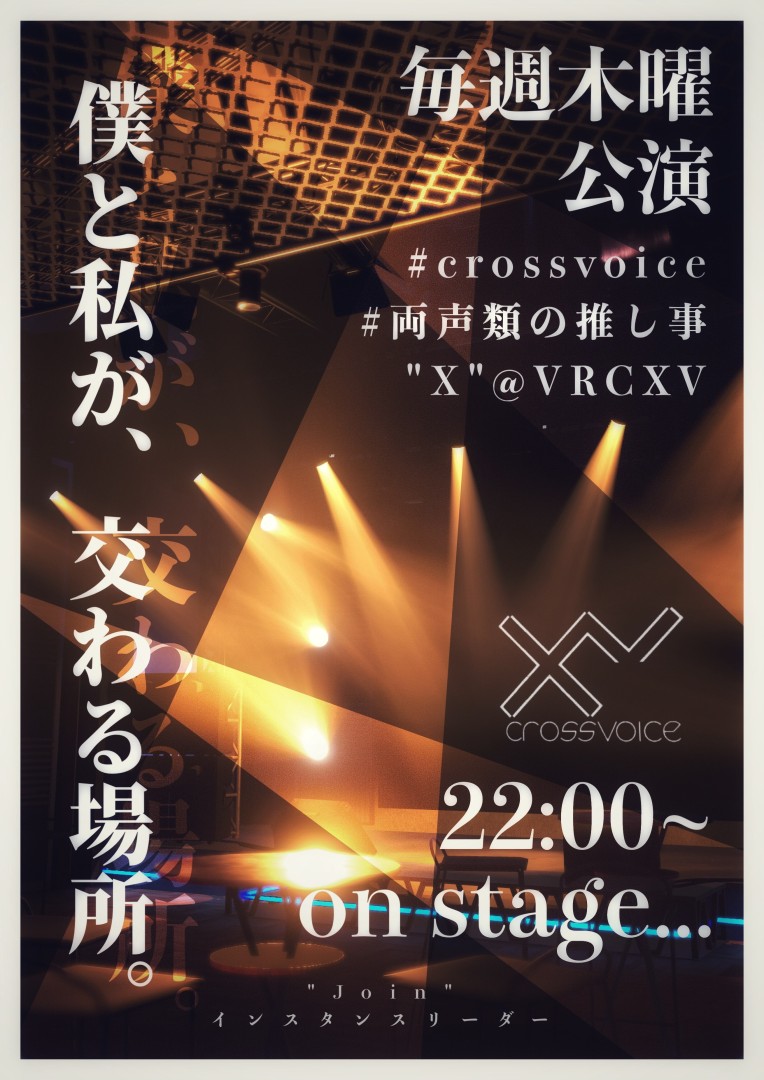 毎週木曜
公演
#crossvoice
#両声類の推し事
"X"@VRCXV
僕と私が、
交わる場所。
XV
crossvoice
22:00~
on stage...
"Join"
インスタンスリーダー